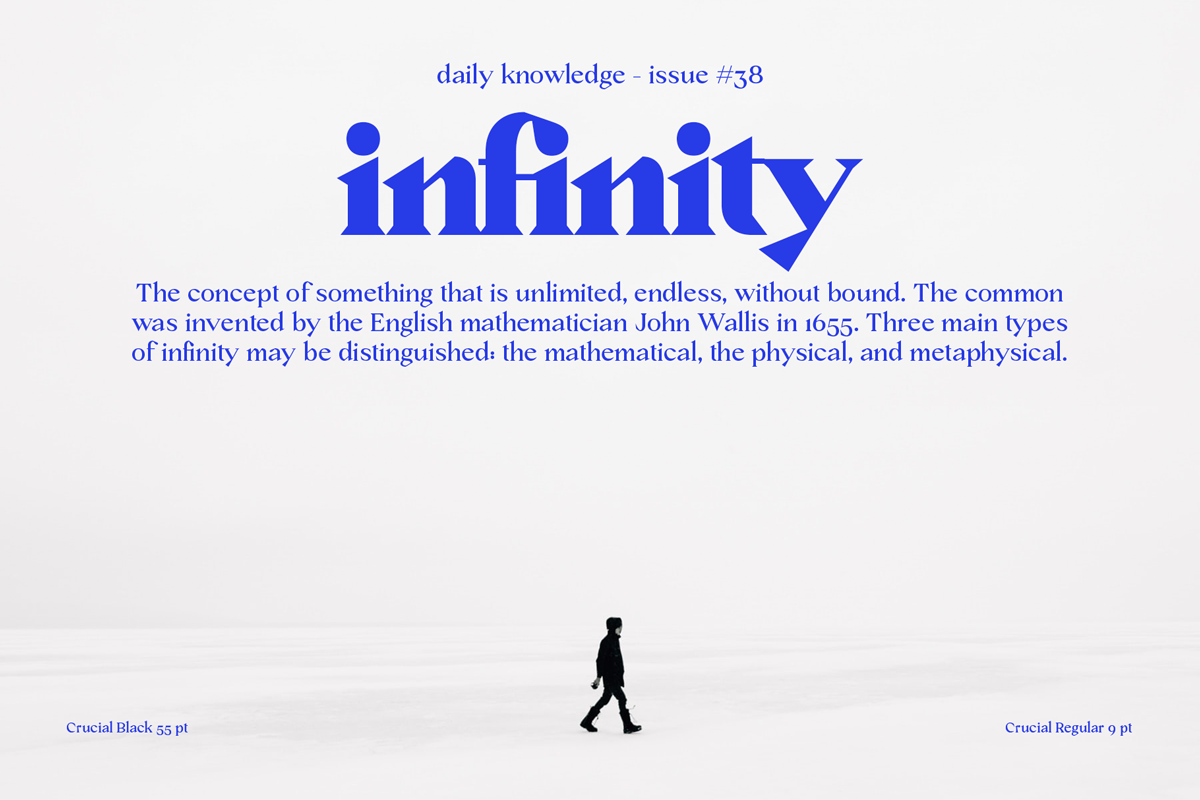 daily knowledge - issue #38
infinity
The concept of something that is unlimited, endless, without bound. The common
was invented by the English mathematician John Wallis in 1655. Three main types
of infinity may be distinguished: the mathematical, the physical, and metaphysical.
Crucial Black 55 pt
Crucial Regular 9 pt